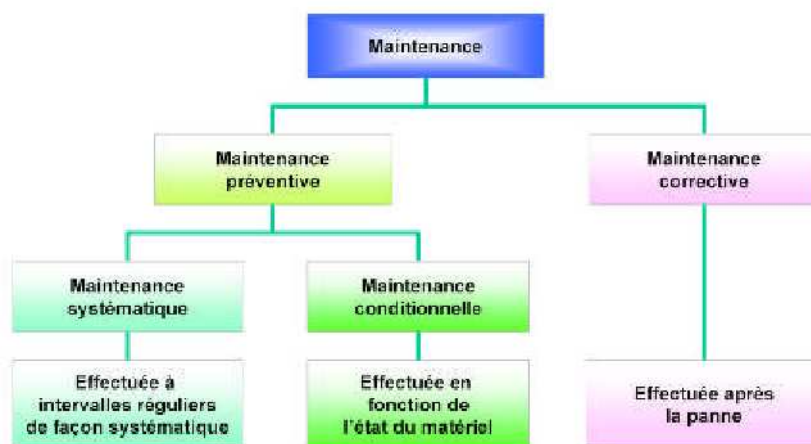 Maintenance
Maintenance
préventive
Maintenance
corrective
Maintenance
systématique
Maintenance
conditionnelle
Effectuée à
intervalles réguliers
de façon systématique
Effectuée en
fonction de
l'état du matériel
Effectuée après
la panne